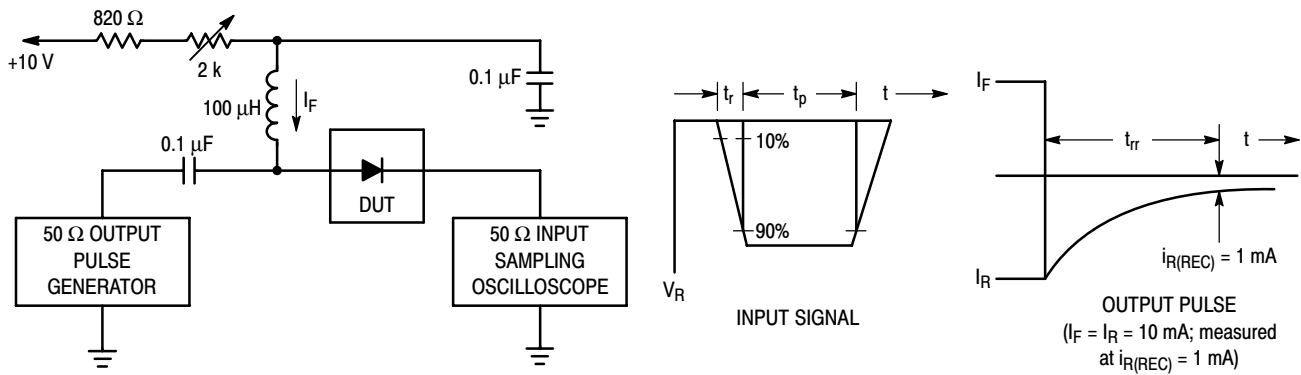 820 Ω
+10 V
2 k
100 μH
I_F
0.1 μF
0.1 μF
DUT
50 Ω OUTPUT
PULSE
GENERATOR
50 Ω INPUT
SAMPLING
OSCILLOSCOPE
t_r
t_p
t
10%
90%
V_R
INPUT SIGNAL
I_F
t_rr
t
I_R
i_R(REC) = 1 mA
OUTPUT PULSE
(I_F = I_R = 10 mA; measured
at i_R(REC) = 1 mA)